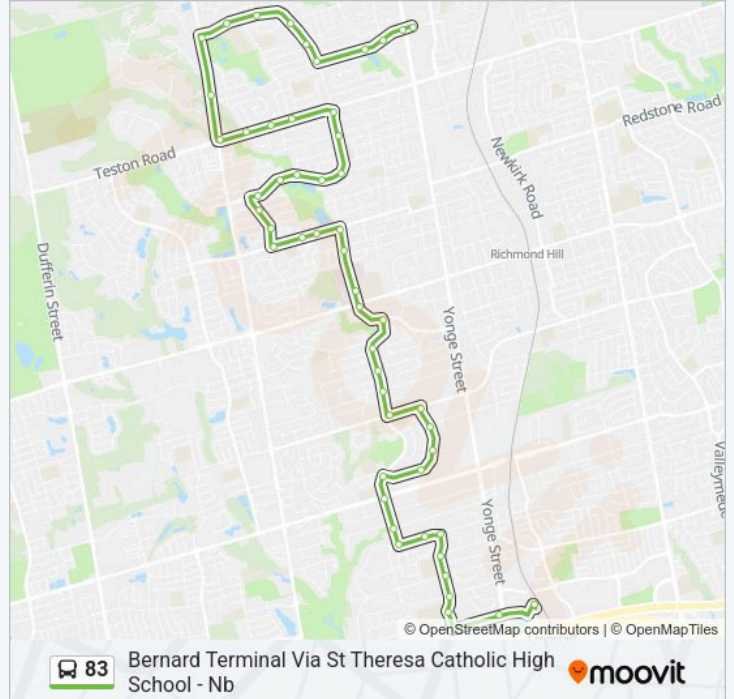 Redstone Road
Newkirk Road
Teston Road
Dufferin Street
Richmond Hill
Yonge Street
Yonge Street
© OpenStreetMap contributors | © OpenMapTiles
83
Bernard Terminal Via St Theresa Catholic High
School - Nb
moovit